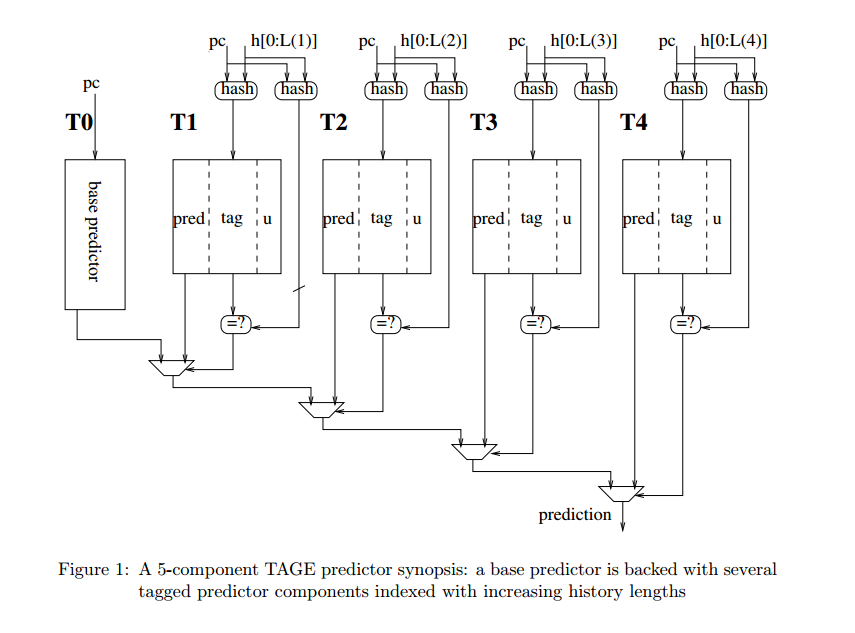 pc h[0:L(1)] pc h[0:L(2)] pc h[0:L(3)] pc h[0:L(4)]
pc hash hash hash hash hash hash hash hash
T0 T1 T2 T3 T4
base predictor
pred tag u pred tag u pred tag u pred tag u
=? =? =? =?
prediction
Figure 1: A 5-component TAGE predictor synopsis: a base predictor is backed with several
tagged predictor components indexed with increasing history lengths